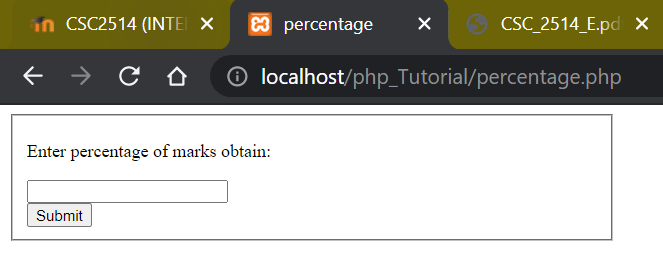 CSC2514 (INTE
percentage
CSC_2514_E.pd
localhost/php_Tutorial/percentage.php
Enter percentage of marks obtain:
Submit